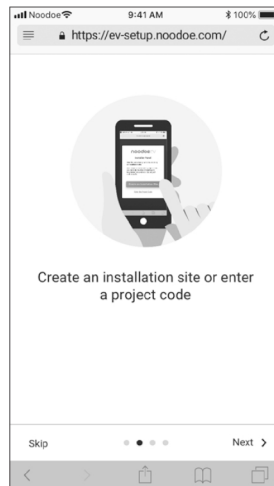 Noodoe 9:41 AM 100%
https://ev-setup.noodoe.com/
noodoe
Create an installation site or enter
a project code
Skip Next